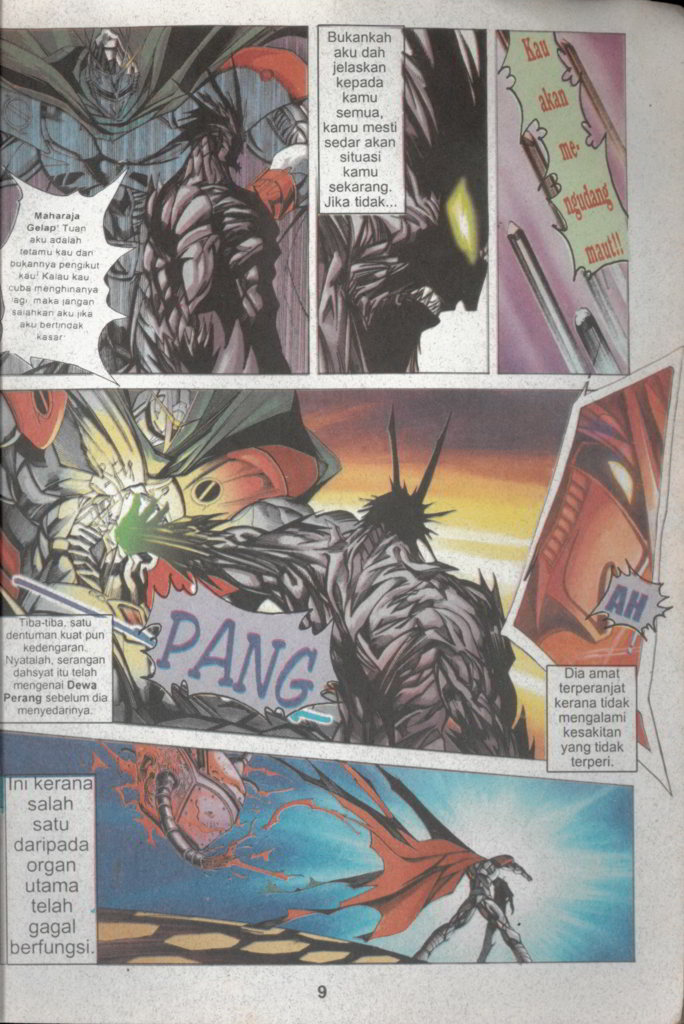 Maharaja
Gelap! Tuan
aku adalah
tetamu kau dan
bukannya pengikut
kau! Kalau kau
cuba menghinanya
lagi, maka jangan
salahkan aku jika
aku bertindak
kasar!
Bukankah
aku dah
jelaskan
kepada
kamu
semua,
kamu mesti
sedar akan
situasi
kamu
sekarang.
Jika tidak...
Kau
akan
me-
ngudang
maut!!
Tiba-tiba, satu
dentuman kuat pun
kedengaran.
Nyatalah, serangan
dahsyat itu telah
mengenai Dewa
Perang sebelum dia
menyedarinya.
PANG
AH
Dia amat
terperanjat
kerana tidak
mengalami
kesakitan
yang tidak
terperi.
Ini kerana
salah
satu
daripada
organ
utama
telah
gagal
berfungsi.
9